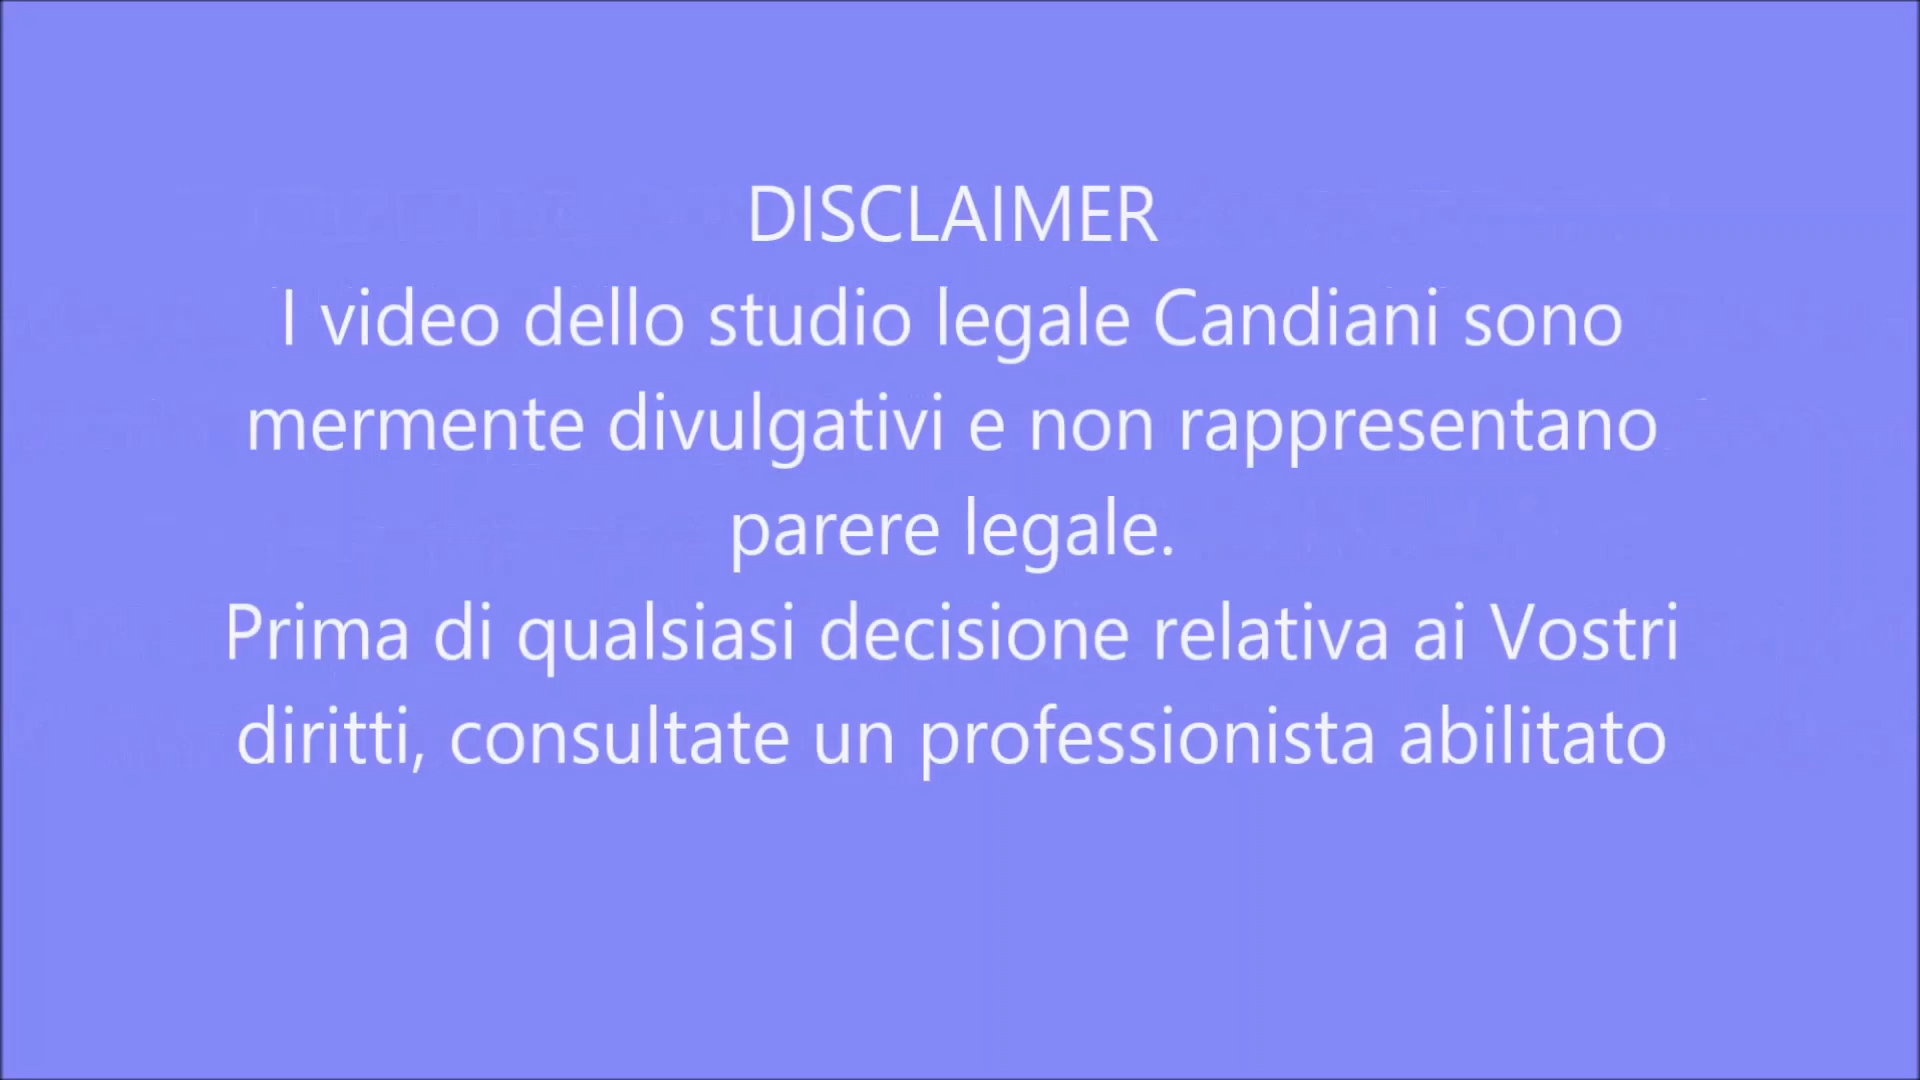 DISCLAIMER
I video dello studio legale Candiani sono
mermente divulgativi e non rappresentano
parere legale.
Prima di qualsiasi decisione relativa ai Vostri
diritti, consultate un professionista abilitato